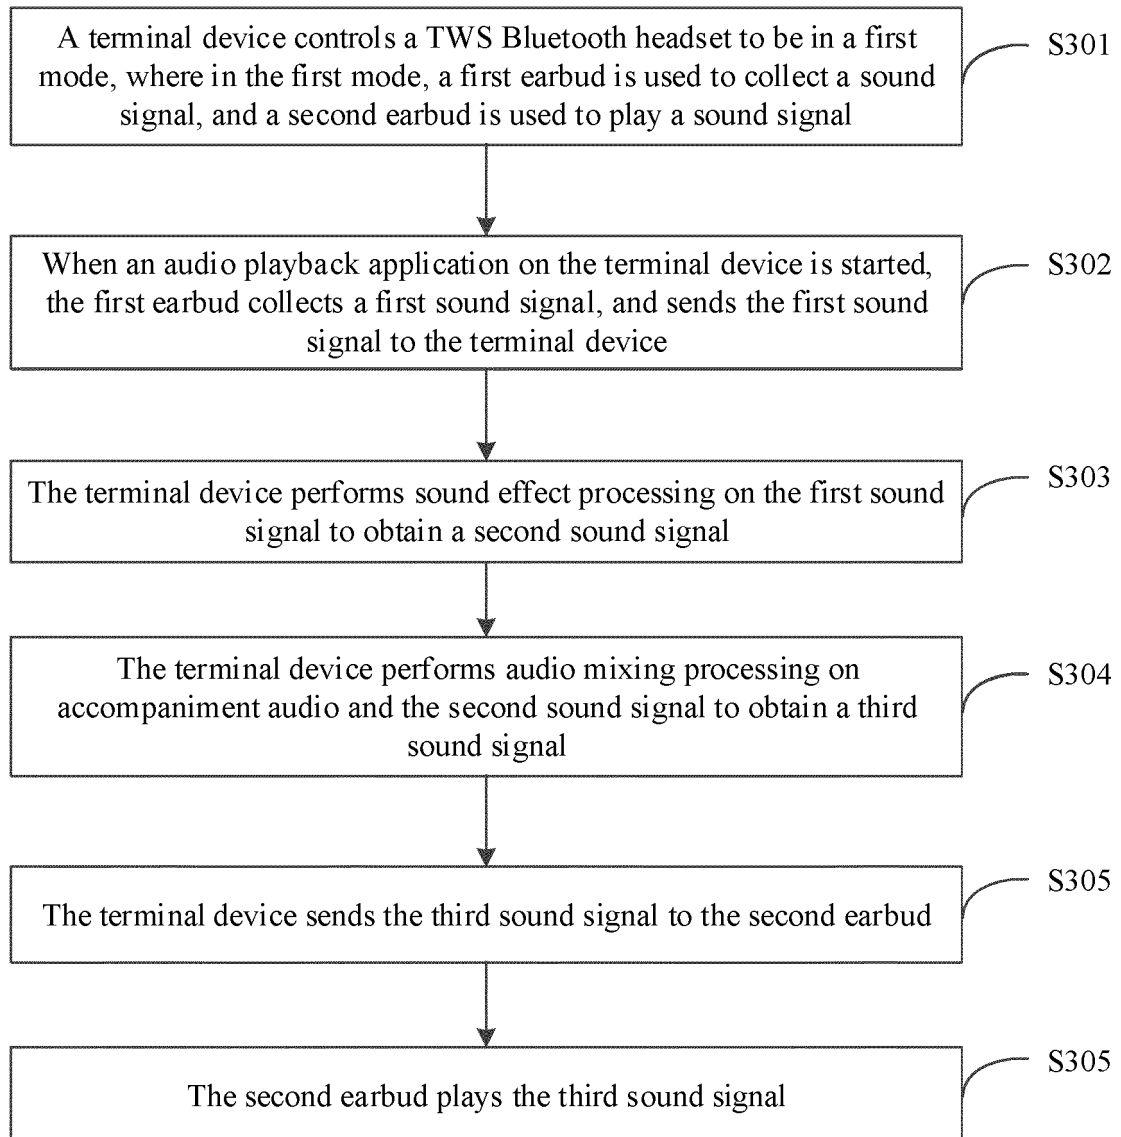 A terminal device controls a TWS Bluetooth headset to be in a first
mode, where in the first mode, a first earbud is used to collect a sound
signal, and a second earbud is used to play a sound signal
S301
When an audio playback application on the terminal device is started,
the first earbud collects a first sound signal, and sends the first sound
signal to the terminal device
S302
The terminal device performs sound effect processing on the first sound
signal to obtain a second sound signal
S303
The terminal device performs audio mixing processing on
accompaniment audio and the second sound signal to obtain a third
sound signal
S304
The terminal device sends the third sound signal to the second earbud
S305
The second earbud plays the third sound signal
S305